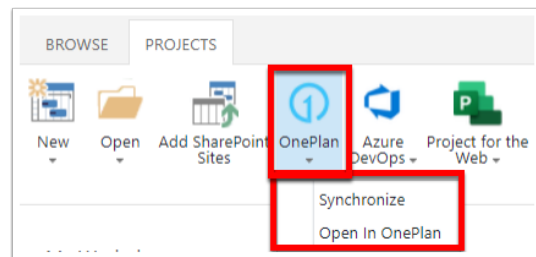 BROWSE PROJECTS
New Open Add SharePoint Sites OnePlan Azure DevOps Project for the Web
Synchronize
Open In OnePlan